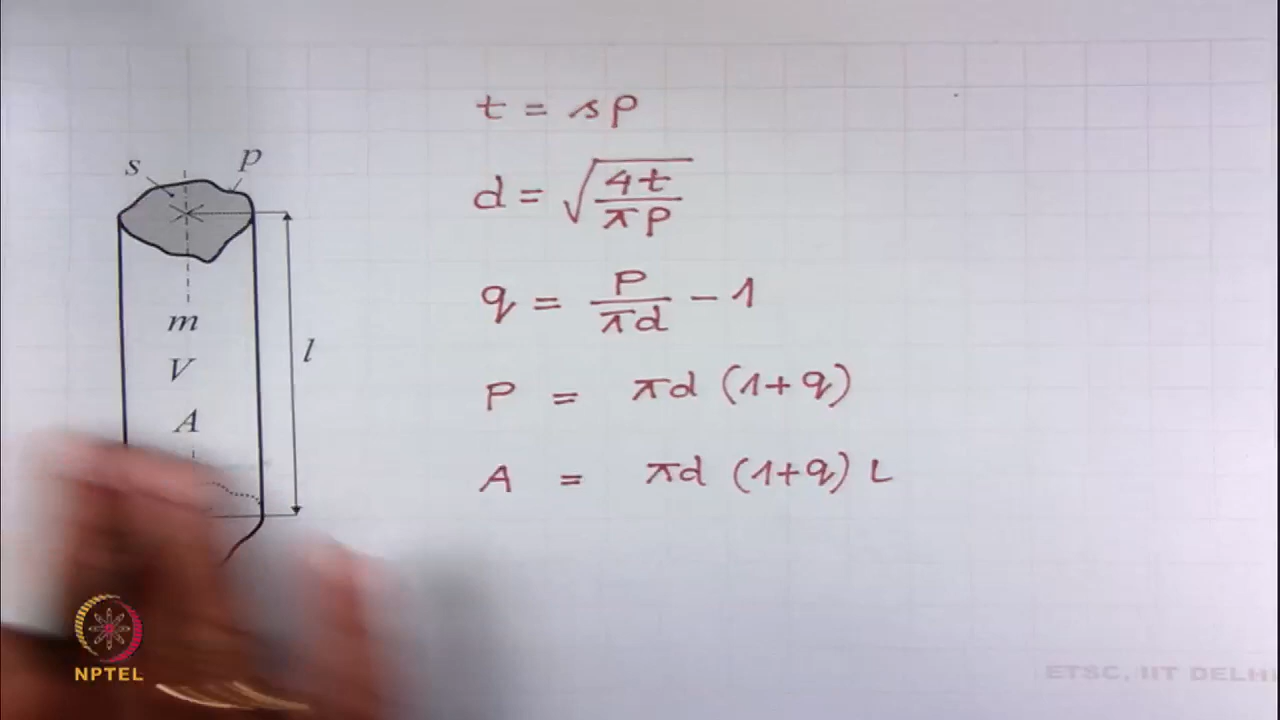 s p
m
V
A
l
t = sρ
d = √(4t/πρ)
q = p/πd − 1
P = πd (1+q)
A = πd (1+q) L
NPTEL
ETSC, IIT DELHI